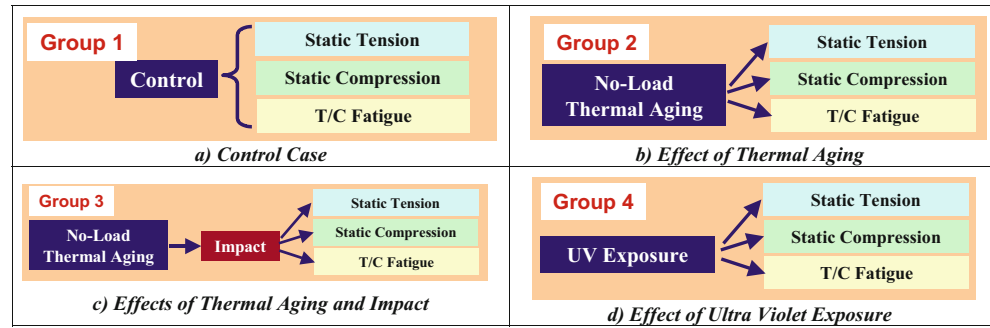 Group 1
Control
Static Tension
Static Compression
T/C Fatigue
a) Control Case
Group 2
No-Load
Thermal Aging
Static Tension
Static Compression
T/C Fatigue
b) Effect of Thermal Aging
Group 3
No-Load
Thermal Aging
Impact
Static Tension
Static Compression
T/C Fatigue
c) Effects of Thermal Aging and Impact
Group 4
UV Exposure
Static Tension
Static Compression
T/C Fatigue
d) Effect of Ultra Violet Exposure